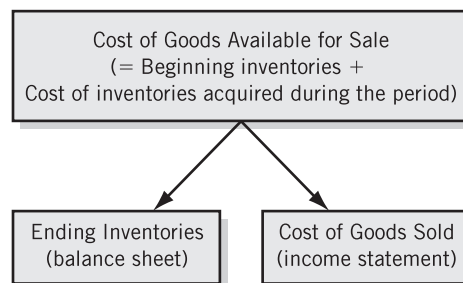 Cost of Goods Available for Sale
(= Beginning inventories +
Cost of inventories acquired during the period)
Ending Inventories
(balance sheet)
Cost of Goods Sold
(income statement)